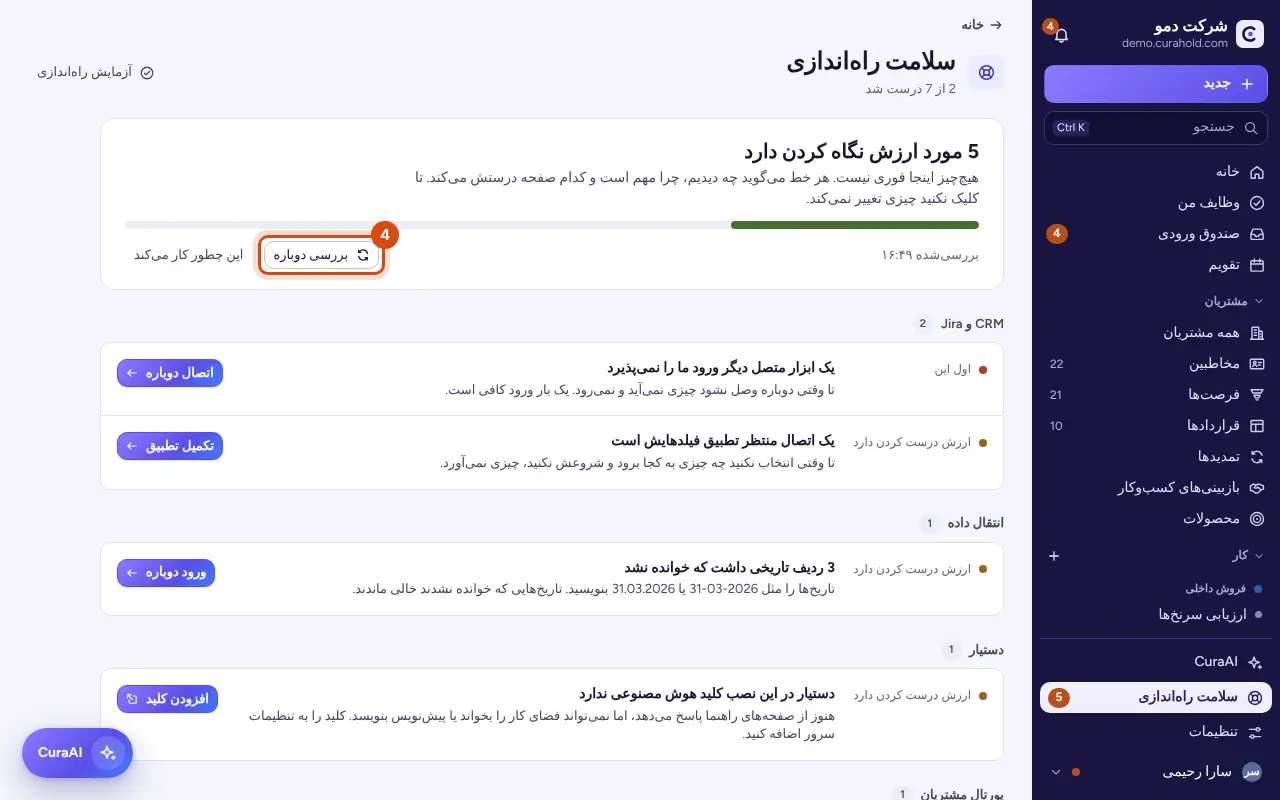 شرکت دمو
demo.curahold.com
4
جدید
جستجو
Ctrl K
خانه
وظایف من
صندوق ورودی
4
تقویم
مشتریان
همه مشتریان
مخاطبین
22
فرصت‌ها
21
قراردادها
10
تمدیدها
بازبینی‌های کسب‌وکار
محصولات
کار
فروش داخلی
ارزیابی سرنخ‌ها
CuraAI
سلامت راه‌اندازی
5
تنظیمات
سر
سارا رحیمی
خانه
سلامت راه‌اندازی
2 از 7 درست شد
آزمایش راه‌اندازی
5 مورد ارزش نگاه کردن دارد
هیچ‌چیز اینجا فوری نیست. هر خط می‌گوید چه دیدیم، چرا مهم است و کدام صفحه درستش می‌کند. تا
کلیک نکنید چیزی تغییر نمی‌کند.
بررسی‌شده ۱۶:۴۹
4
بررسی دوباره
این چطور کار می‌کند
CRM و Jira
2
اول این
یک ابزار متصل دیگر ورود ما را نمی‌پذیرد
تا وقتی دوباره وصل نشود چیزی نمی‌آید و نمی‌رود. یک بار ورود کافی است.
اتصال دوباره
ارزش درست کردن دارد
یک اتصال منتظر تطبیق فیلدهایش است
تا وقتی انتخاب نکنید چه چیزی به کجا برود و شروعش نکنید، چیزی نمی‌آورد.
تکمیل تطبیق
انتقال داده
1
ارزش درست کردن دارد
3 ردیف تاریخی داشت که خوانده نشد
تاریخ‌ها را مثل 2026-03-31 یا 31.03.2026 بنویسید. تاریخ‌هایی که خوانده نشدند خالی ماندند.
ورود دوباره
دستیار
1
ارزش درست کردن دارد
دستیار در این نصب کلید هوش مصنوعی ندارد
هنوز از صفحه‌های راهنما پاسخ می‌دهد، اما نمی‌تواند فضای کار را بخواند یا پیش‌نویس بنویسد. کلید را به تنظیمات
سرور اضافه کنید.
افزودن کلید
پورتال مشتریان
1
CuraAI